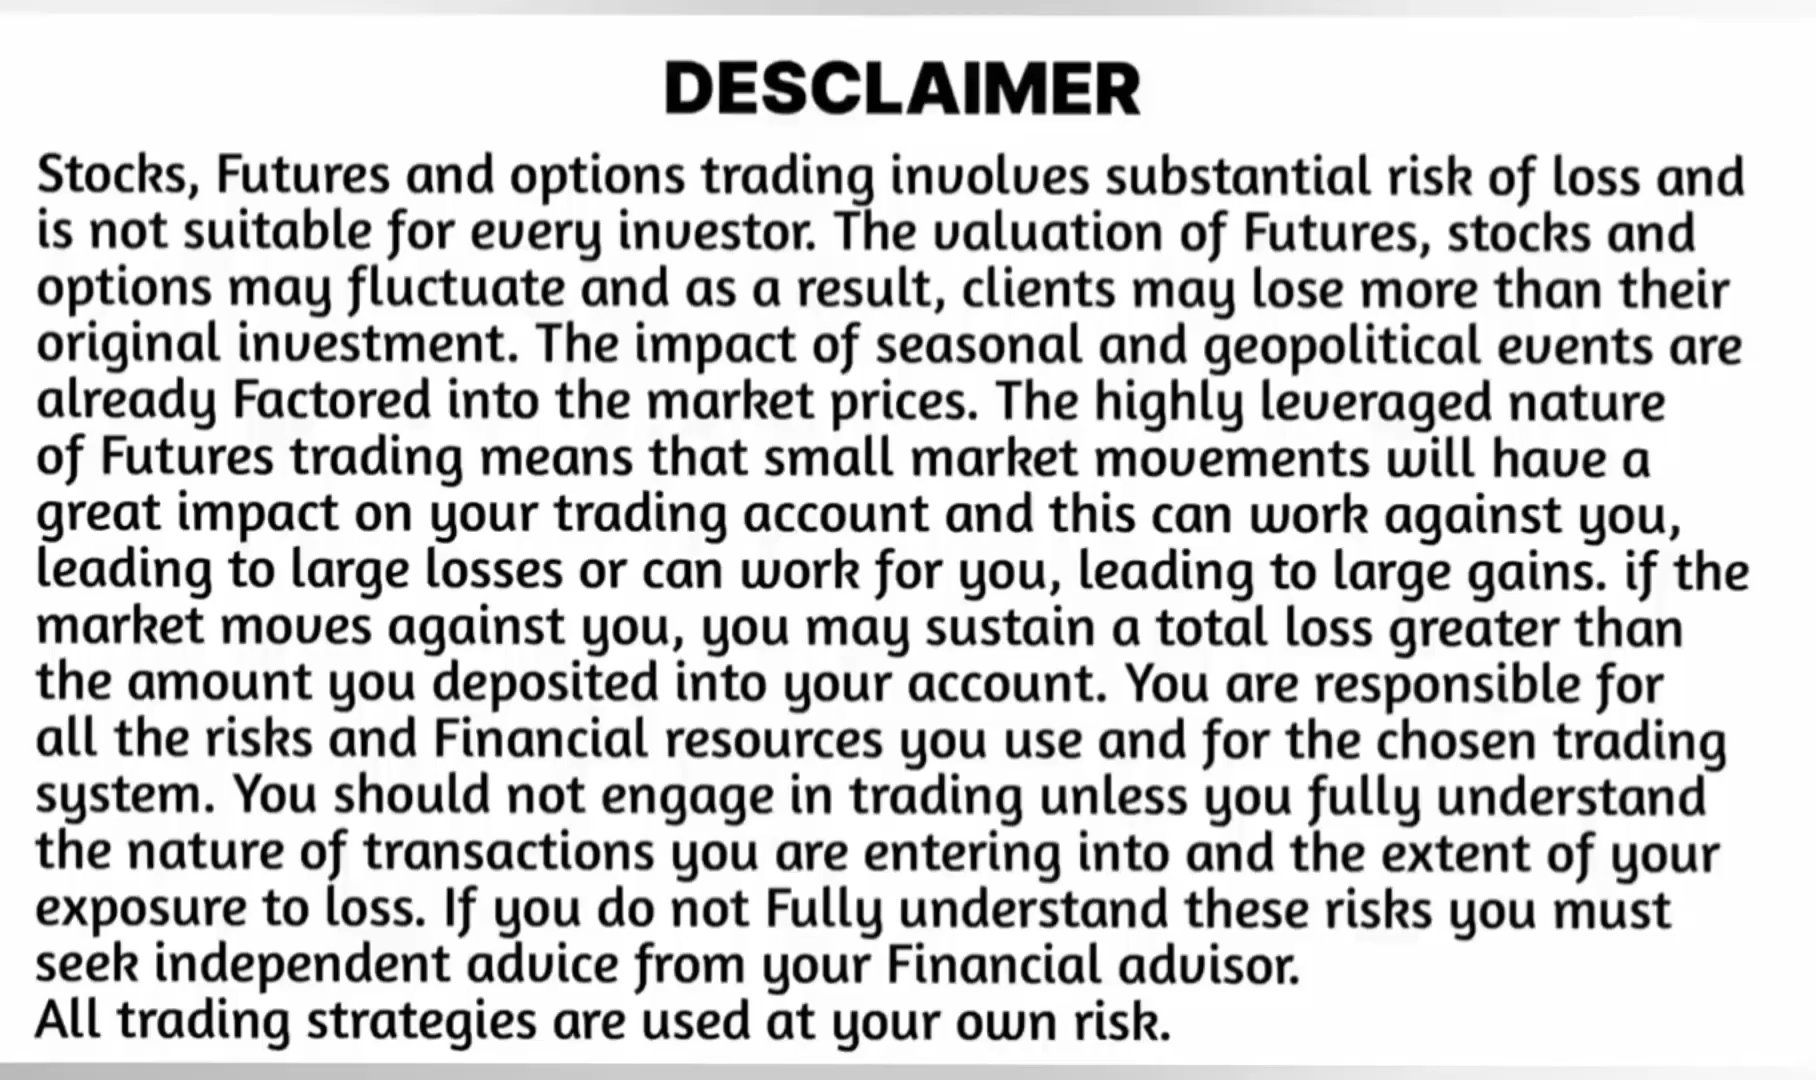 DESCLAIMER
Stocks, Futures and options trading involves substantial risk of loss and
is not suitable for every investor. The valuation of Futures, stocks and
options may fluctuate and as a result, clients may lose more than their
original investment. The impact of seasonal and geopolitical events are
already Factored into the market prices. The highly leveraged nature
of Futures trading means that small market movements will have a
great impact on your trading account and this can work against you,
leading to large losses or can work for you, leading to large gains. if the
market moves against you, you may sustain a total loss greater than
the amount you deposited into your account. You are responsible for
all the risks and Financial resources you use and for the chosen trading
system. You should not engage in trading unless you fully understand
the nature of transactions you are entering into and the extent of your
exposure to loss. If you do not Fully understand these risks you must
seek independent advice from your Financial advisor.
All trading strategies are used at your own risk.